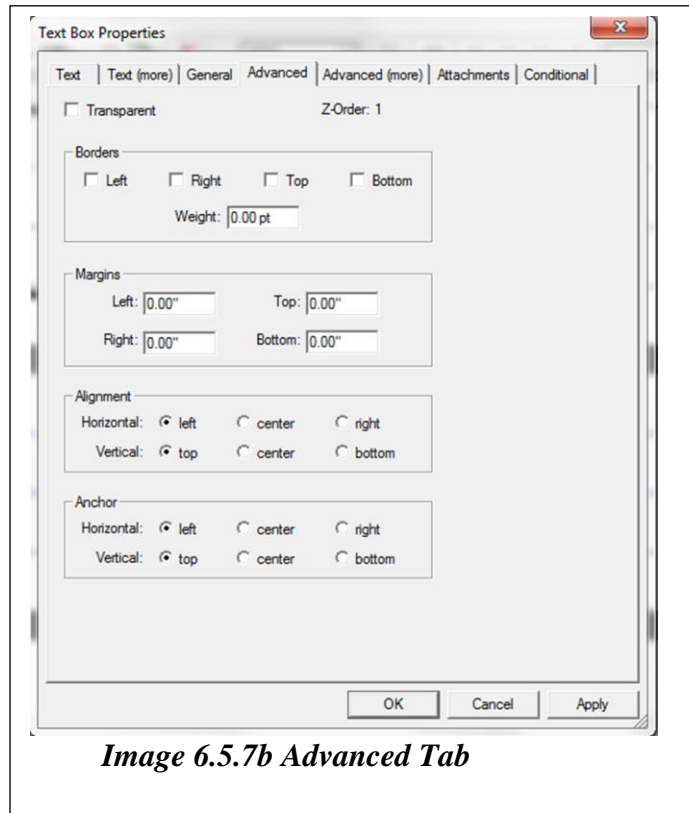 Text Box Properties
Text Text (more) General Advanced Advanced (more) Attachments Conditional
Transparent Z-Order: 1
Borders
Left Right Top Bottom
Weight: 0.00 pt
Margins
Left: 0.00" Top: 0.00"
Right: 0.00" Bottom: 0.00"
Alignment
Horizontal: left center right
Vertical: top center bottom
Anchor
Horizontal: left center right
Vertical: top center bottom
OK Cancel Apply
Image 6.5.7b Advanced Tab